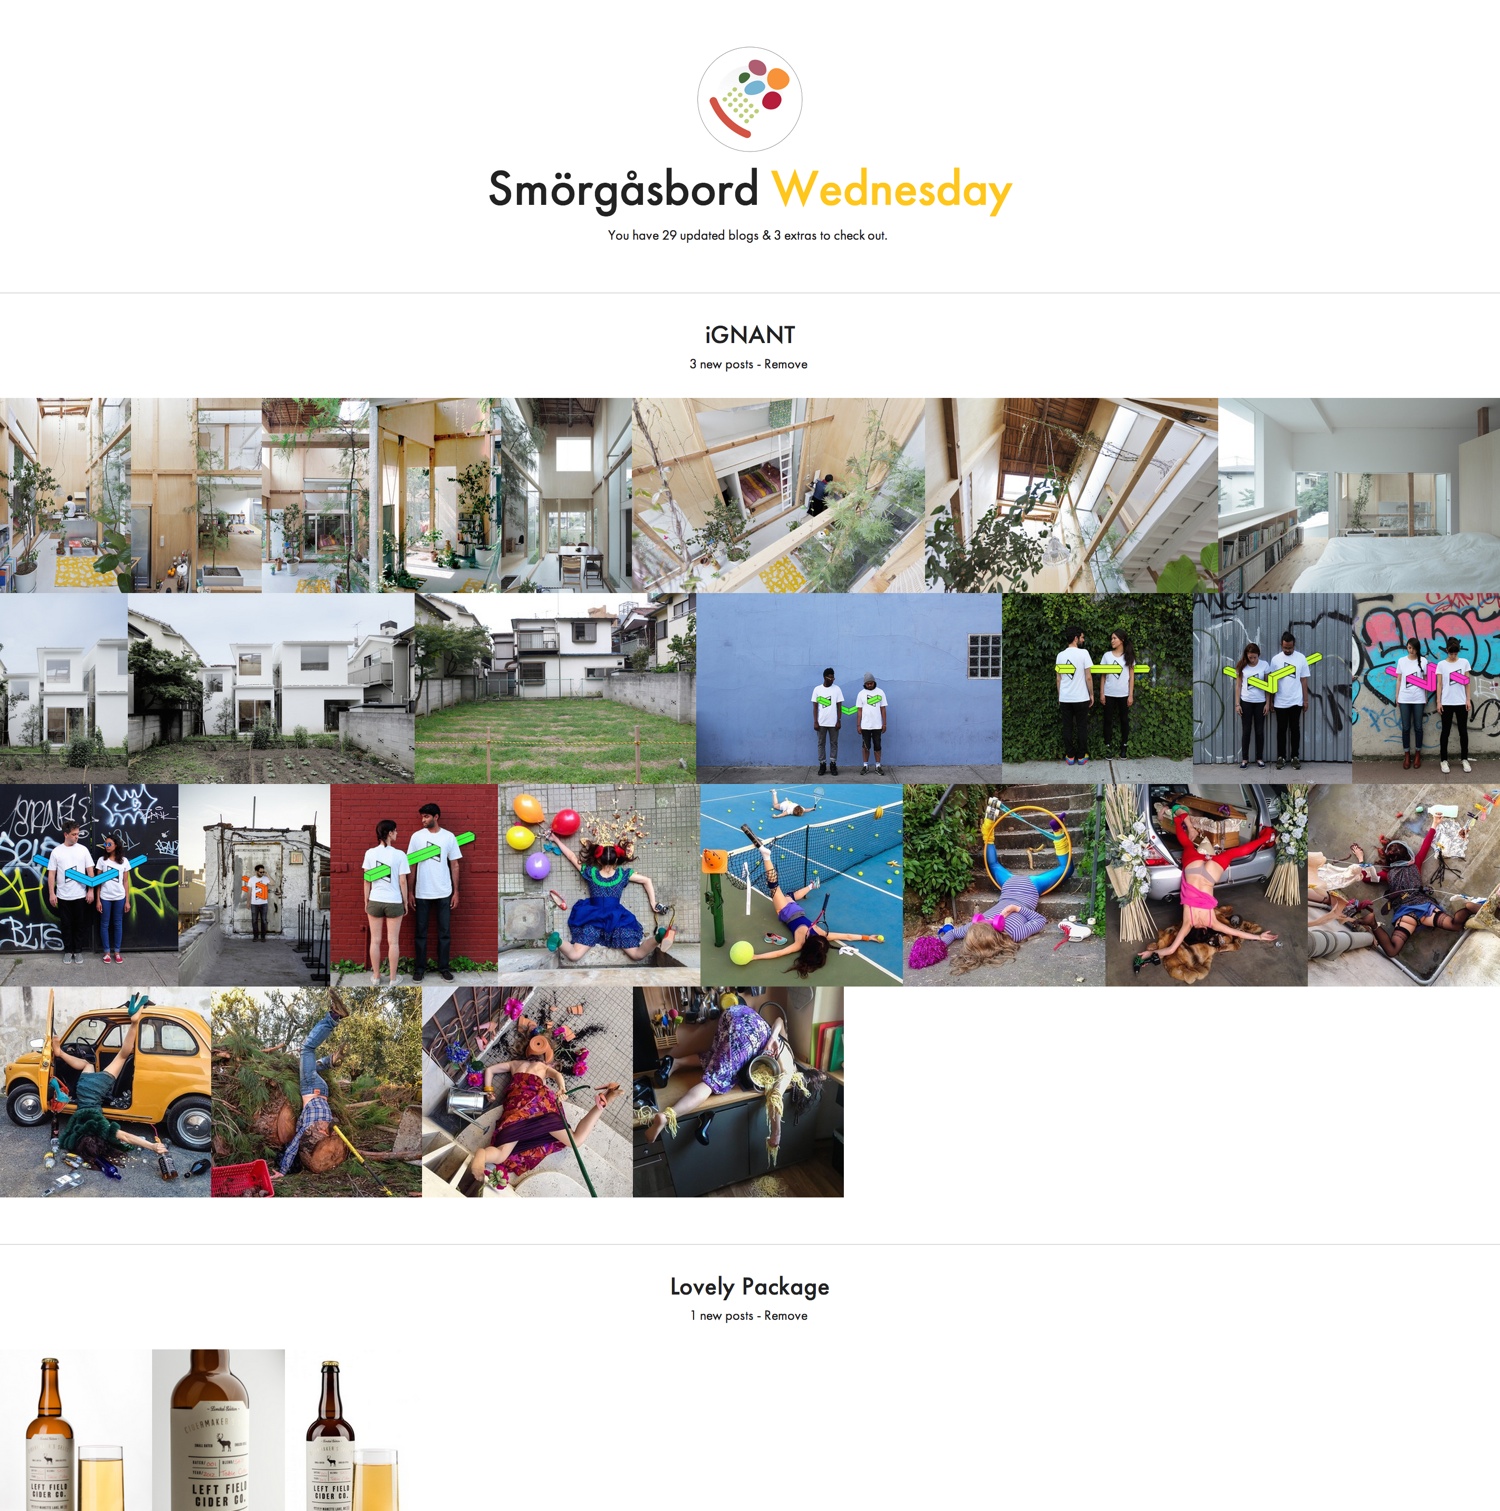 Smörgåsbord Wednesday
You have 29 updated blogs & 3 extras to check out.
iGNANT
3 new posts - Remove
BITS
Lovely Package
1 new posts - Remove
LEFT FIELD
CIDER CO.
LEFT FIELD
CIDER CO.
LEFT FIELD
CIDER CO.